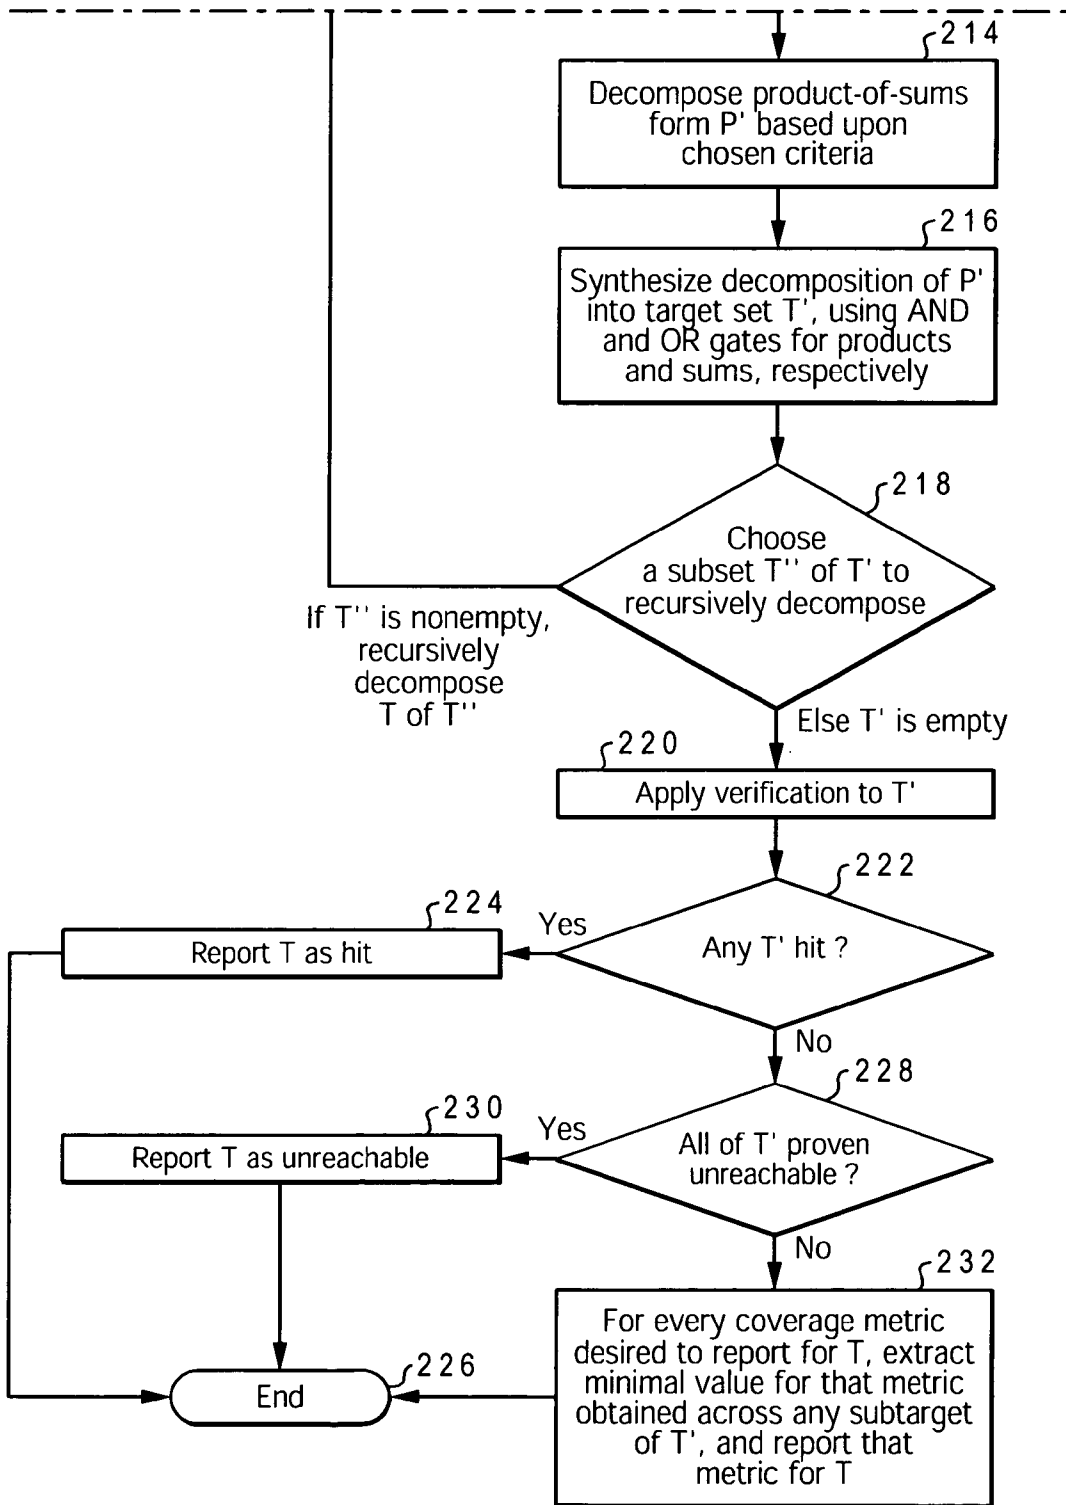 214
Decompose product-of-sums
form P' based upon
chosen criteria
216
Synthesize decomposition of P'
into target set T', using AND
and OR gates for products
and sums, respectively
218
Choose
a subset T'' of T' to
recursively decompose
If T'' is nonempty,
recursively
decompose
T of T''
Else T' is empty
220
Apply verification to T'
222
Any T' hit ?
Yes
224
Report T as hit
No
228
All of T' proven
unreachable ?
Yes
230
Report T as unreachable
No
232
For every coverage metric
desired to report for T, extract
minimal value for that metric
obtained across any subtarget
of T', and report that
metric for T
226
End